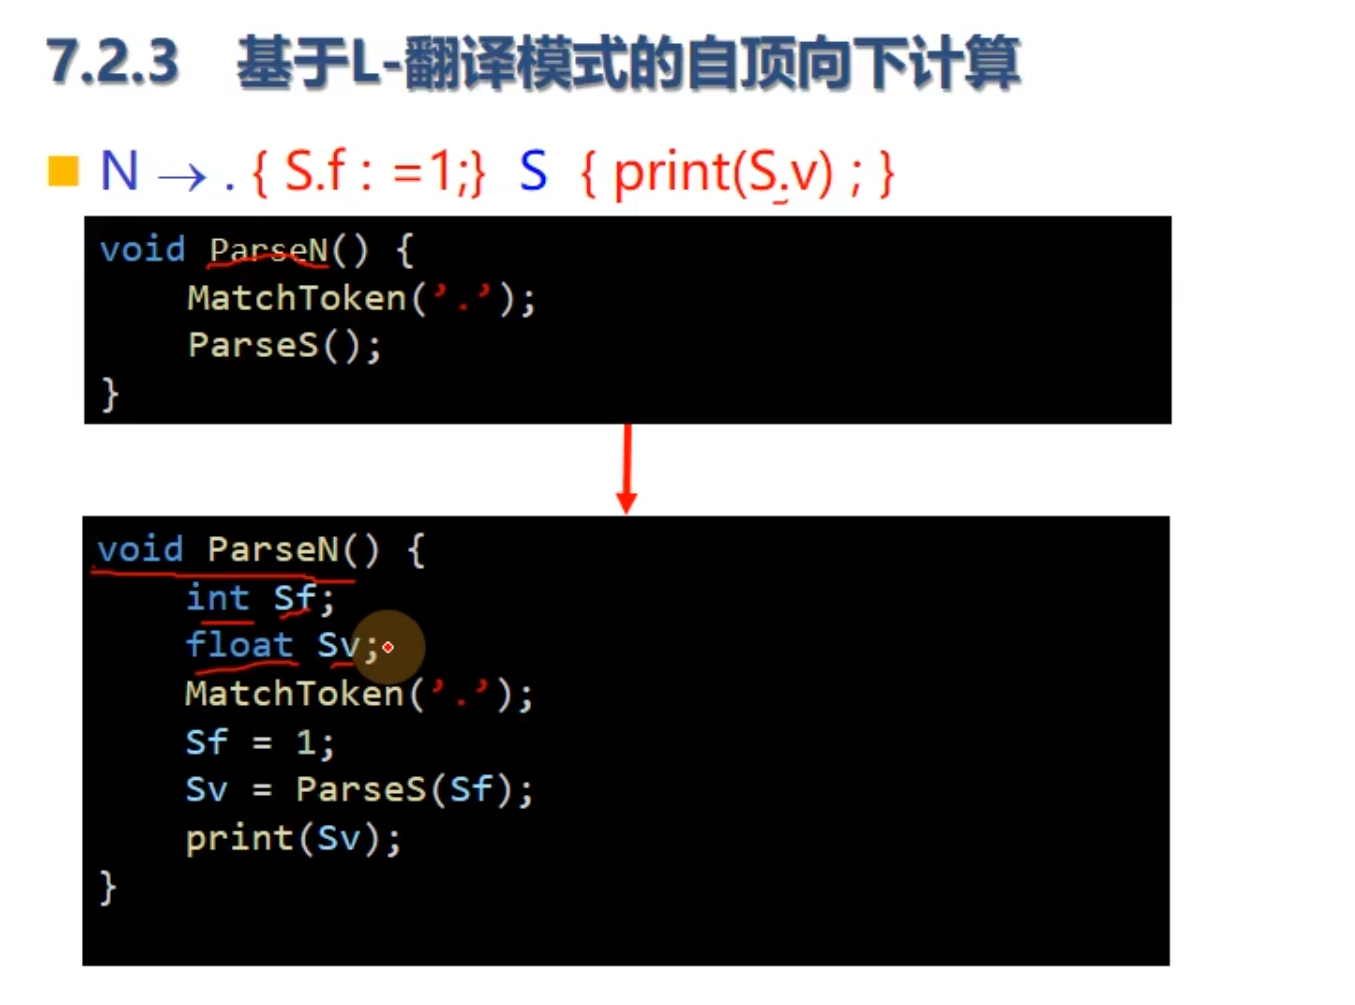 7.2.3 基于L-翻译模式的自顶向下计算
N → . { S.f : =1;} S { print(S.v) ; }
void ParseN() {
MatchToken('.');
ParseS();
}
void ParseN() {
int Sf;
float Sv;
MatchToken('.');
Sf = 1;
Sv = ParseS(Sf);
print(Sv);
}